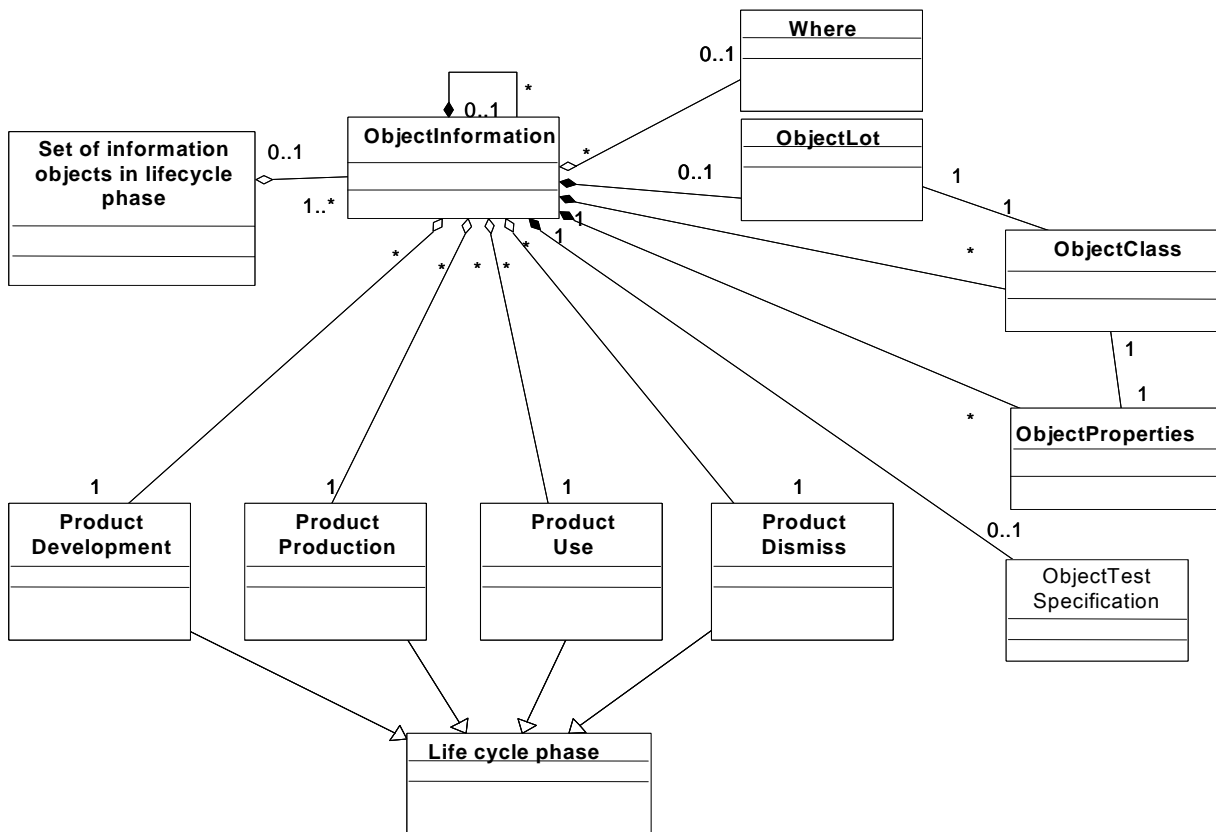 Where
0..1
*
0..1
ObjectInformation
*
ObjectLot
Set of information
objects in lifecycle
phase
0..1
1..*
0..1
1
1
1
1
ObjectClass
*
*
*
*
*
*
1
1
ObjectProperties
*
1
1
1
1
0..1
Product
Development
Product
Production
Product
Use
Product
Dismiss
ObjectTest
Specification
Life cycle phase